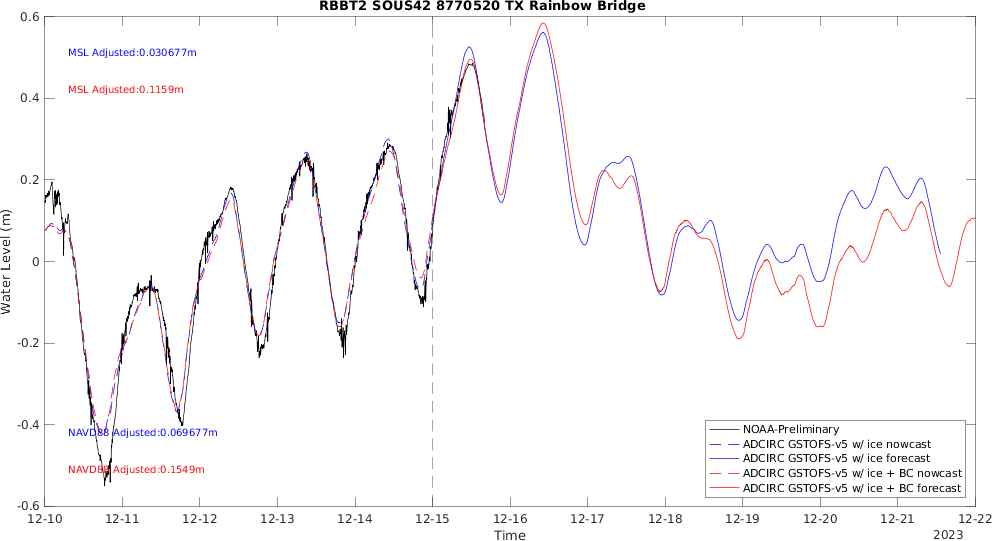 RBBT2 SOUS42 8770520 TX Rainbow Bridge
0.6
0.4
0.2
0
-0.2
-0.4
-0.6
Water Level (m)
MSL Adjusted:0.030677m
MSL Adjusted:0.1159m
NAVD88 Adjusted:0.069677m
NAVD88 Adjusted:0.1549m
NOAA-Preliminary
ADCIRC GSTOFS-v5 w/ ice nowcast
ADCIRC GSTOFS-v5 w/ ice forecast
ADCIRC GSTOFS-v5 w/ ice + BC nowcast
ADCIRC GSTOFS-v5 w/ ice + BC forecast
12-10 12-11 12-12 12-13 12-14 12-15 12-16 12-17 12-18 12-19 12-20 12-21 12-22
Time
2023